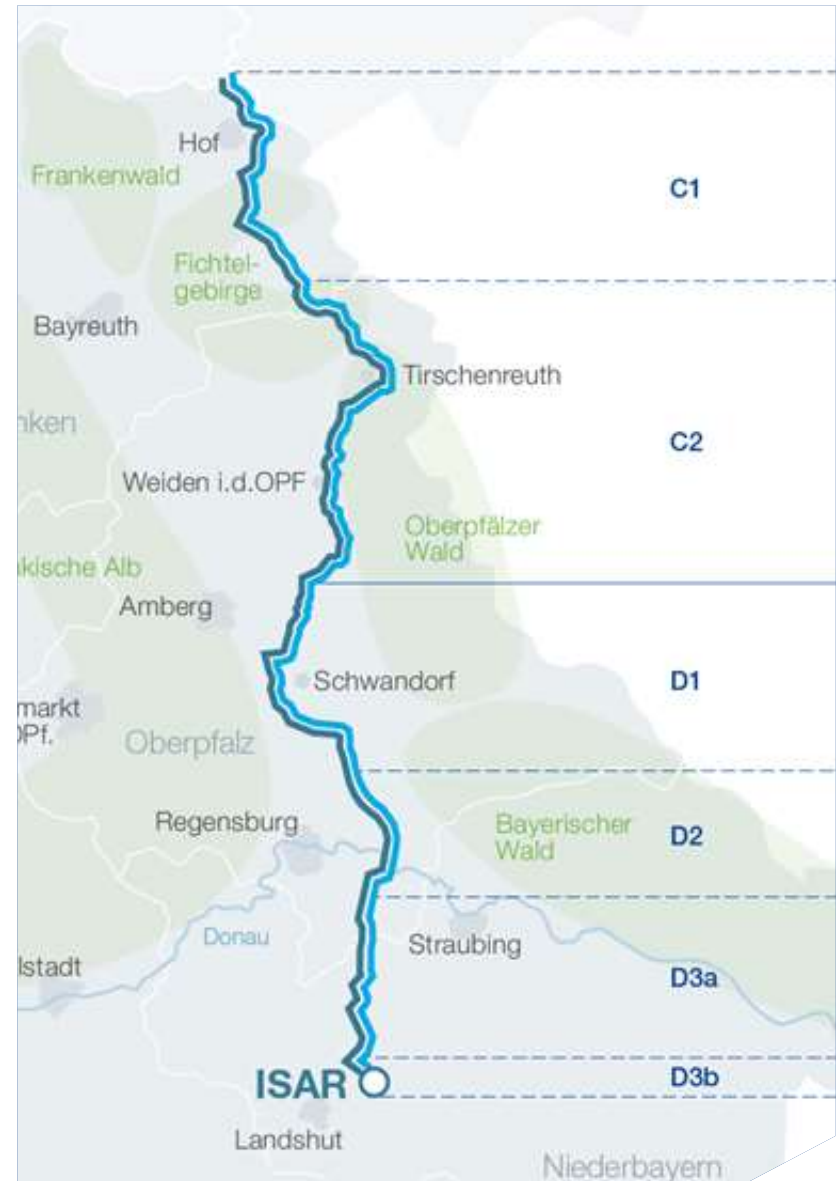 Hof
Frankenwald
C1
Fichtel-
gebirge
Bayreuth
Tirschenreuth
nken
C2
Weiden i.d.OPF
Oberpfälzer
Wald
kische Alb
Amberg
Schwandorf
D1
markt
Pf.
Oberpfalz
Regensburg
Bayerischer
Wald
D2
Donau
Straubing
lstadt
D3a
ISAR
D3b
Landshut
Niederbayern